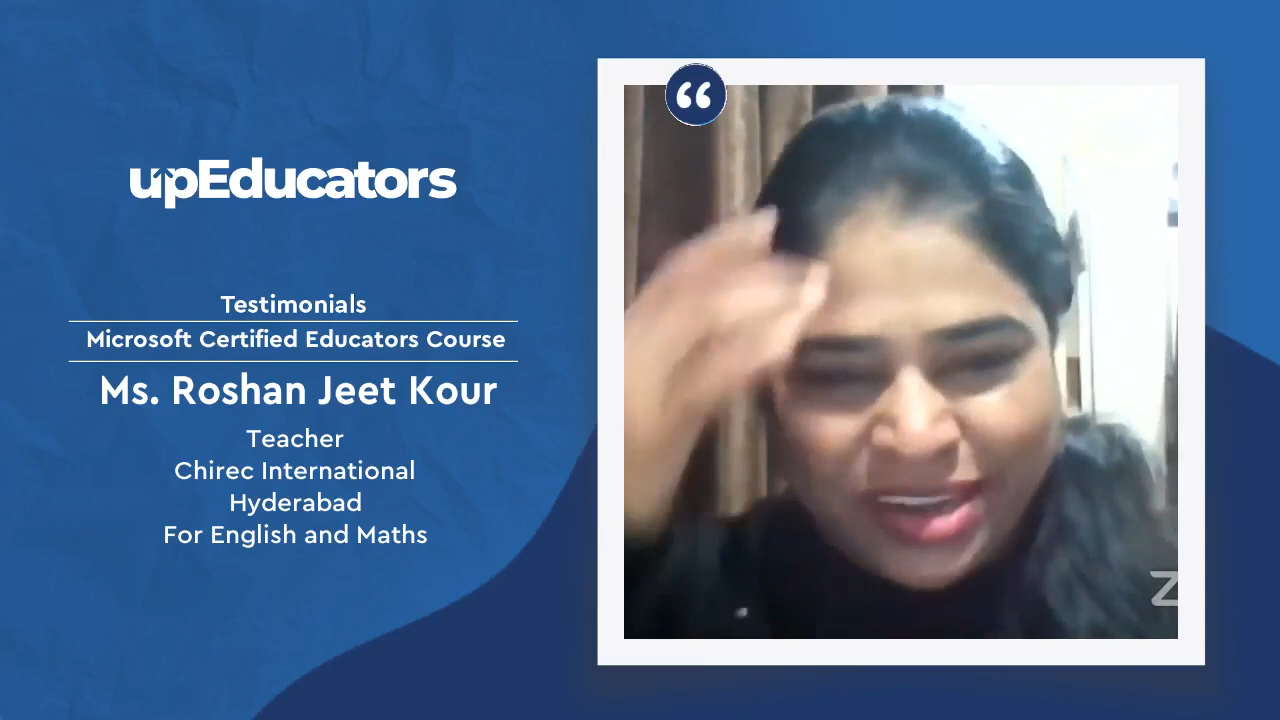 upEducators
Testimonials
Microsoft Certified Educators Course
Ms. Roshan Jeet Kour
Teacher
Chirec International
Hyderabad
For English and Maths